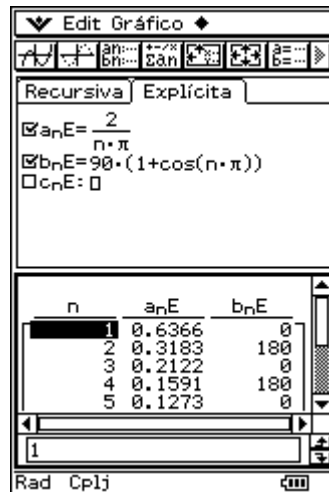 Edit Gráfico ◆
Recursiva Explícita
☑aₙE=2/(n·π)
☑bₙE=90·(1+cos(n·π))
☐cₙE:▯
n aₙE bₙE
1 0.6366 0
2 0.3183 180
3 0.2122 0
4 0.1591 180
5 0.1273 0
1
Rad Cplj